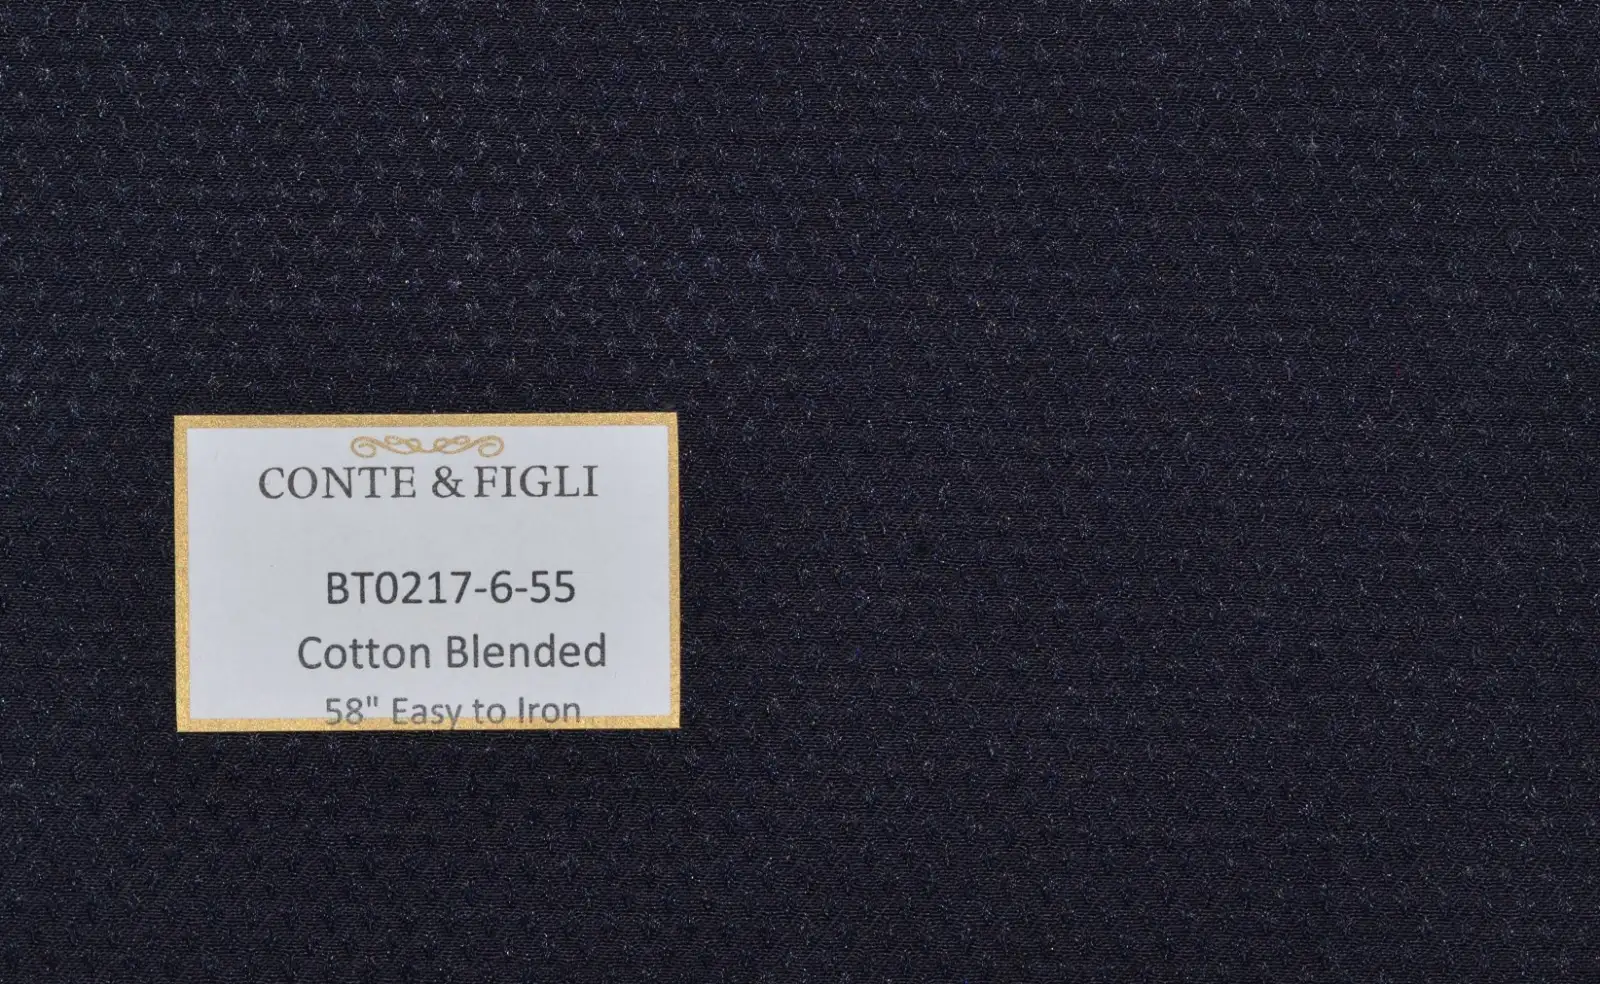 CONTE & FIGLI
BT0217-6-55
Cotton Blended
58" Easy to Iron